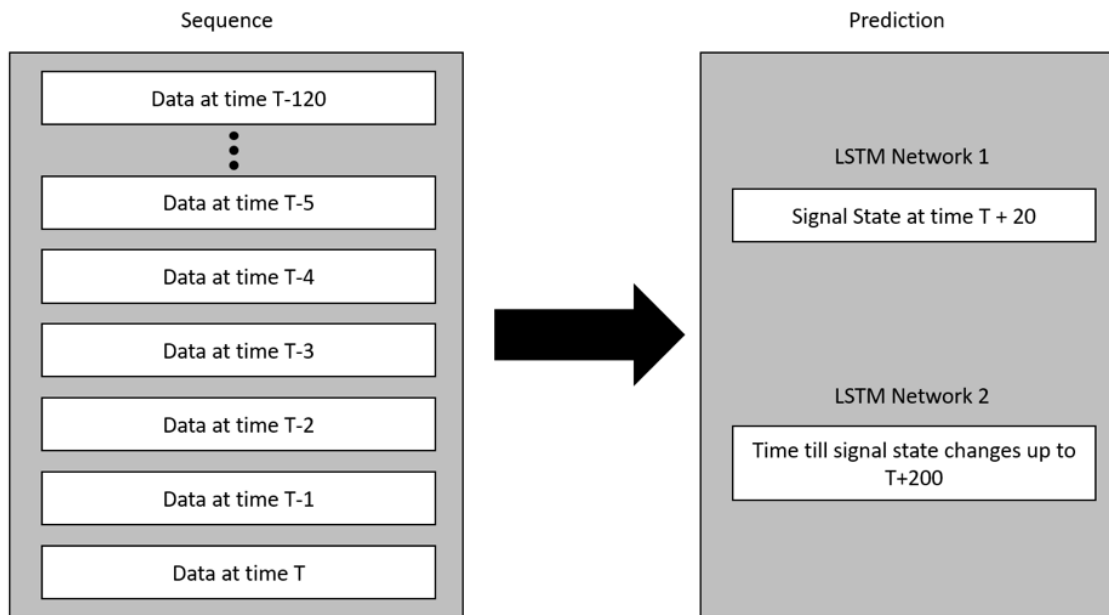 Sequence
Data at time T-120
Data at time T-5
Data at time T-4
Data at time T-3
Data at time T-2
Data at time T-1
Data at time T
Prediction
LSTM Network 1
Signal State at time T + 20
LSTM Network 2
Time till signal state changes up to
T+200